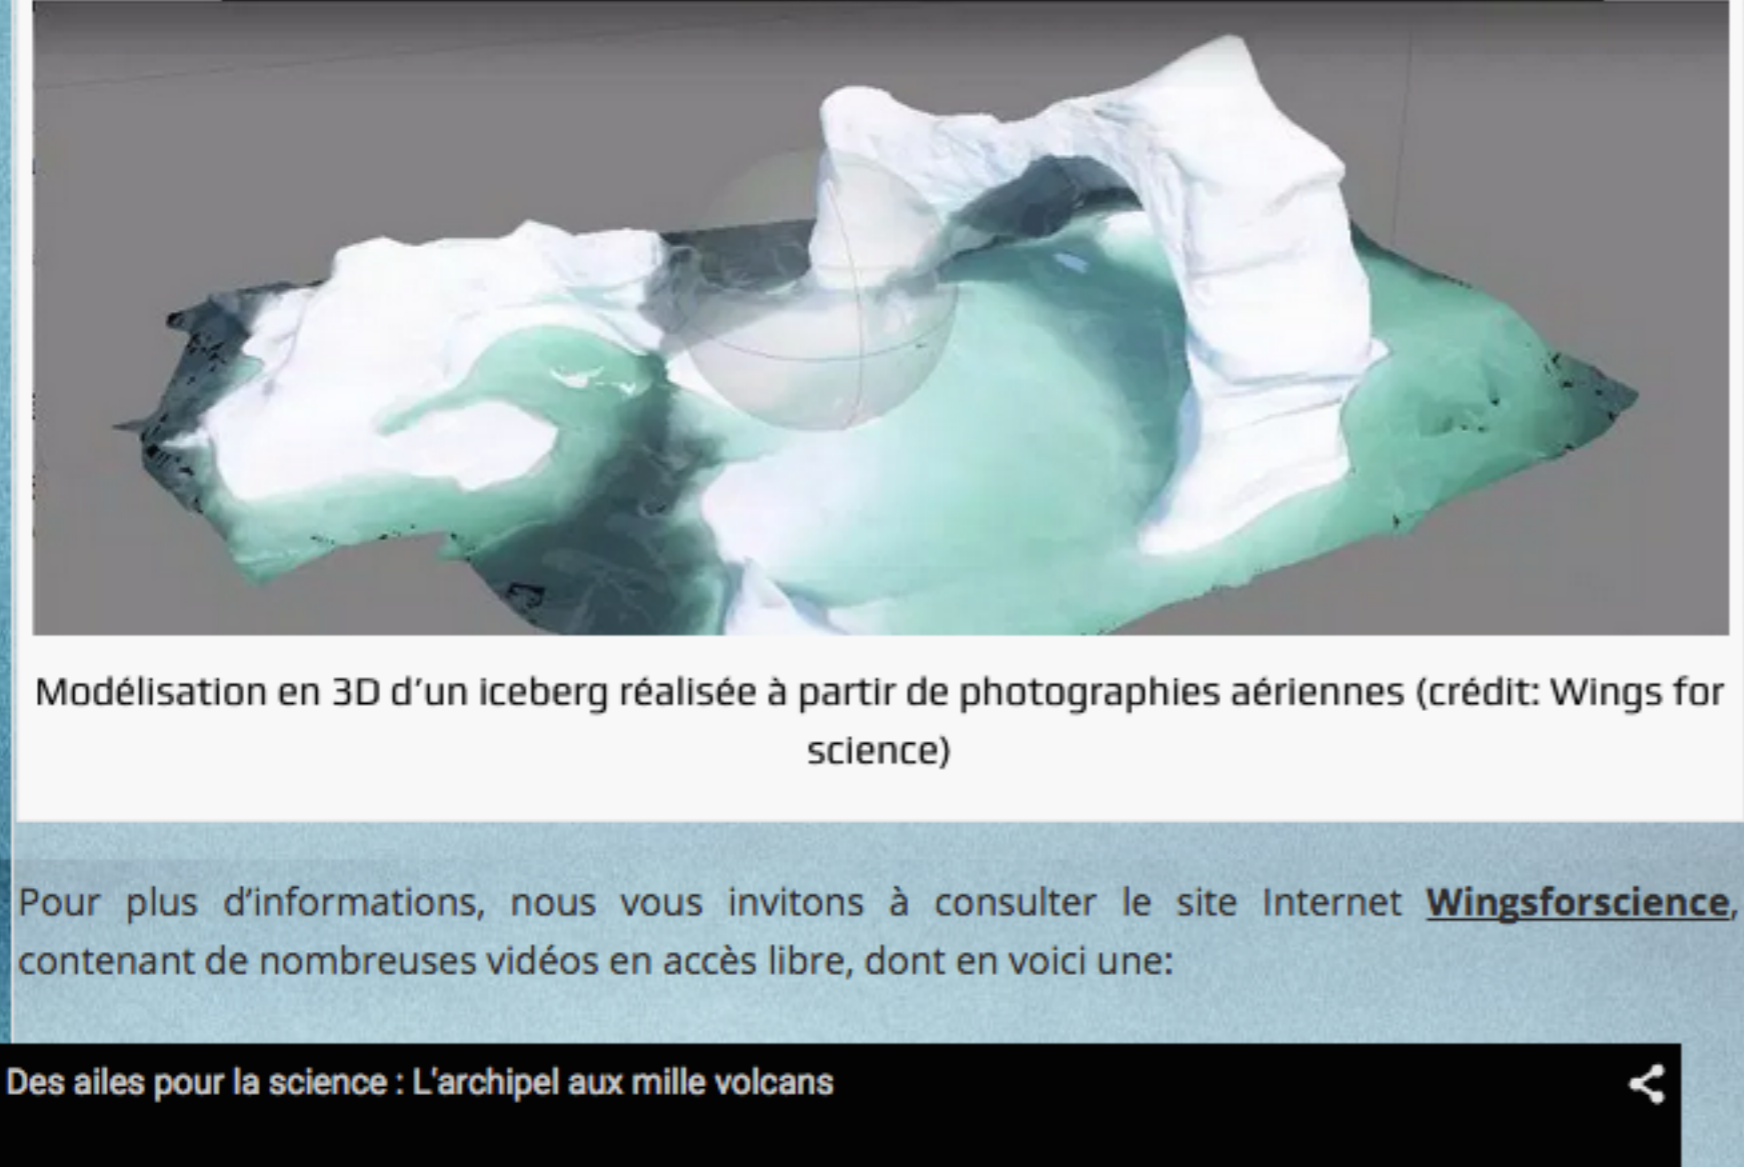 Modélisation en 3D d’un iceberg réalisée à partir de photographies aériennes (crédit: Wings for
science)
Pour plus d’informations, nous vous invitons à consulter le site Internet Wingsforscience,
contenant de nombreuses vidéos en accès libre, dont en voici une:
Des ailes pour la science : L'archipel aux mille volcans